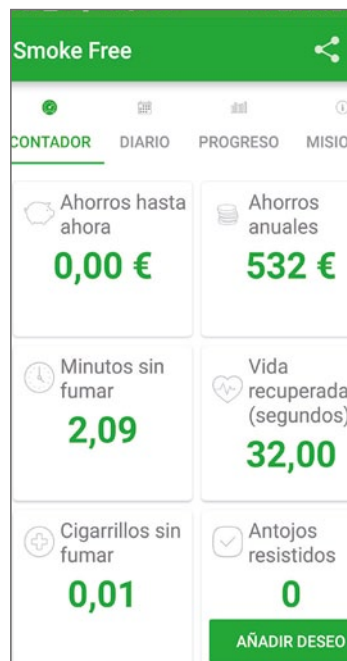 Smoke Free
CONTADOR DIARIO PROGRESO MISIO
Ahorros hasta
ahora
0,00 €
Ahorros
anuales
532 €
Minutos sin
fumar
2,09
Vida
recuperada
(segundos)
32,00
Cigarrillos sin
fumar
0,01
Antojos
resistidos
0
AÑADIR DESEO